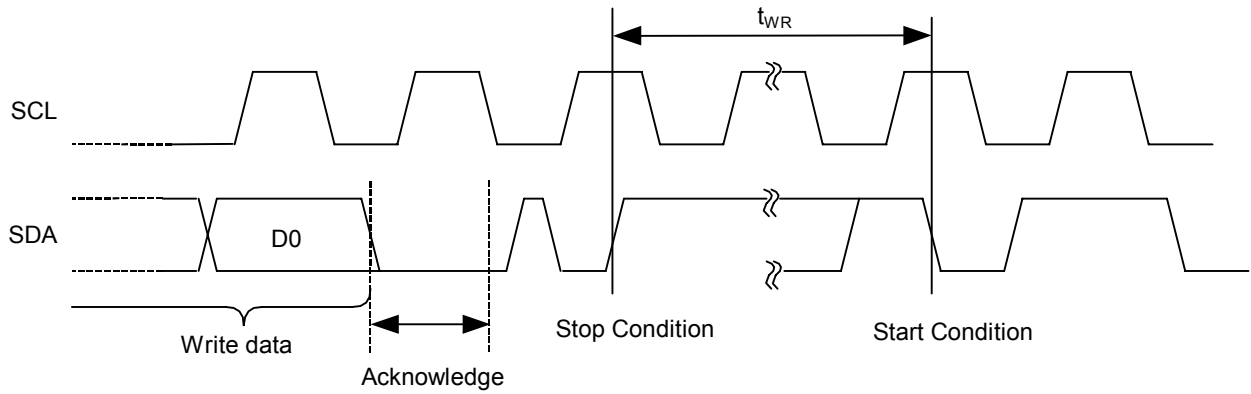 tWR
SCL
SDA
D0
Write data
Acknowledge
Stop Condition
Start Condition